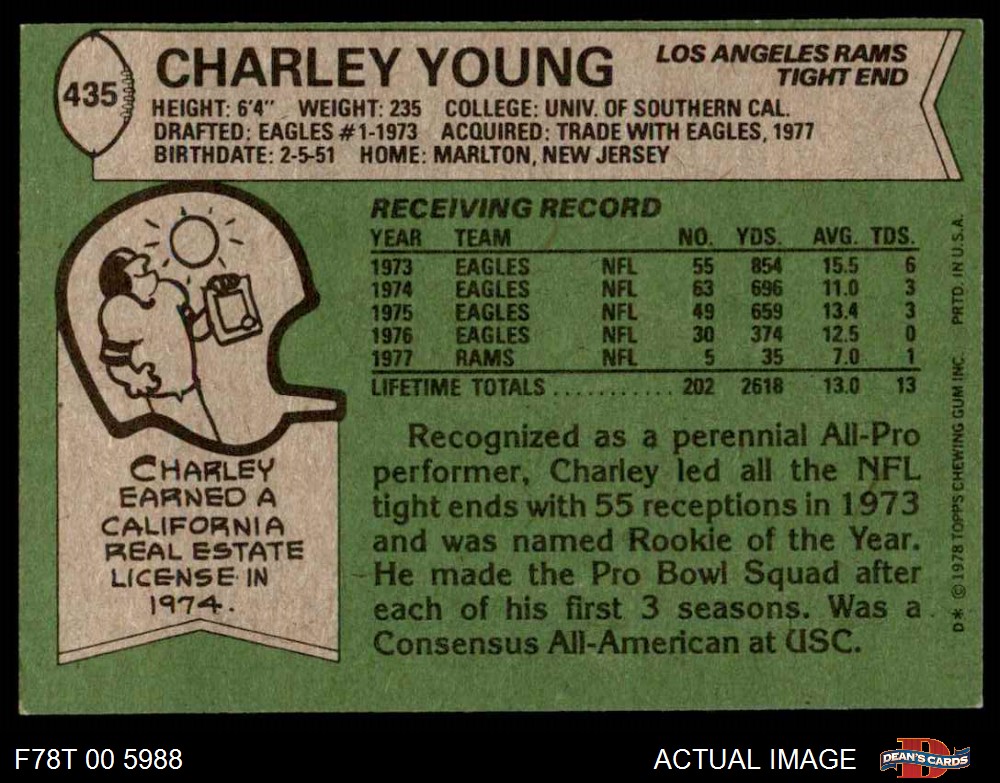 435
CHARLEY YOUNG
LOS ANGELES RAMS
TIGHT END
HEIGHT: 6'4" WEIGHT: 235 COLLEGE: UNIV. OF SOUTHERN CAL.
DRAFTED: EAGLES #1-1973 ACQUIRED: TRADE WITH EAGLES, 1977
BIRTHDATE: 2-5-51 HOME: MARLTON, NEW JERSEY
RECEIVING RECORD
YEAR TEAM NO. YDS. AVG. TDS.
1973 EAGLES NFL 55 854 15.5 6
1974 EAGLES NFL 63 696 11.0 3
1975 EAGLES NFL 49 659 13.4 3
1976 EAGLES NFL 30 374 12.5 0
1977 RAMS NFL 5 35 7.0 1
LIFETIME TOTALS ........... 202 2618 13.0 13
CHARLEY
EARNED A
CALIFORNIA
REAL ESTATE
LICENSE IN
1974.
Recognized as a perennial All-Pro
performer, Charley led all the NFL
tight ends with 55 receptions in 1973
and was named Rookie of the Year.
He made the Pro Bowl Squad after
each of his first 3 seasons. Was a
Consensus All-American at USC.
D* © 1978 TOPPS CHEWING GUM INC. PRTD. IN U.S.A.
F78T 00 5988
ACTUAL IMAGE
D
DEAN'S CARDS